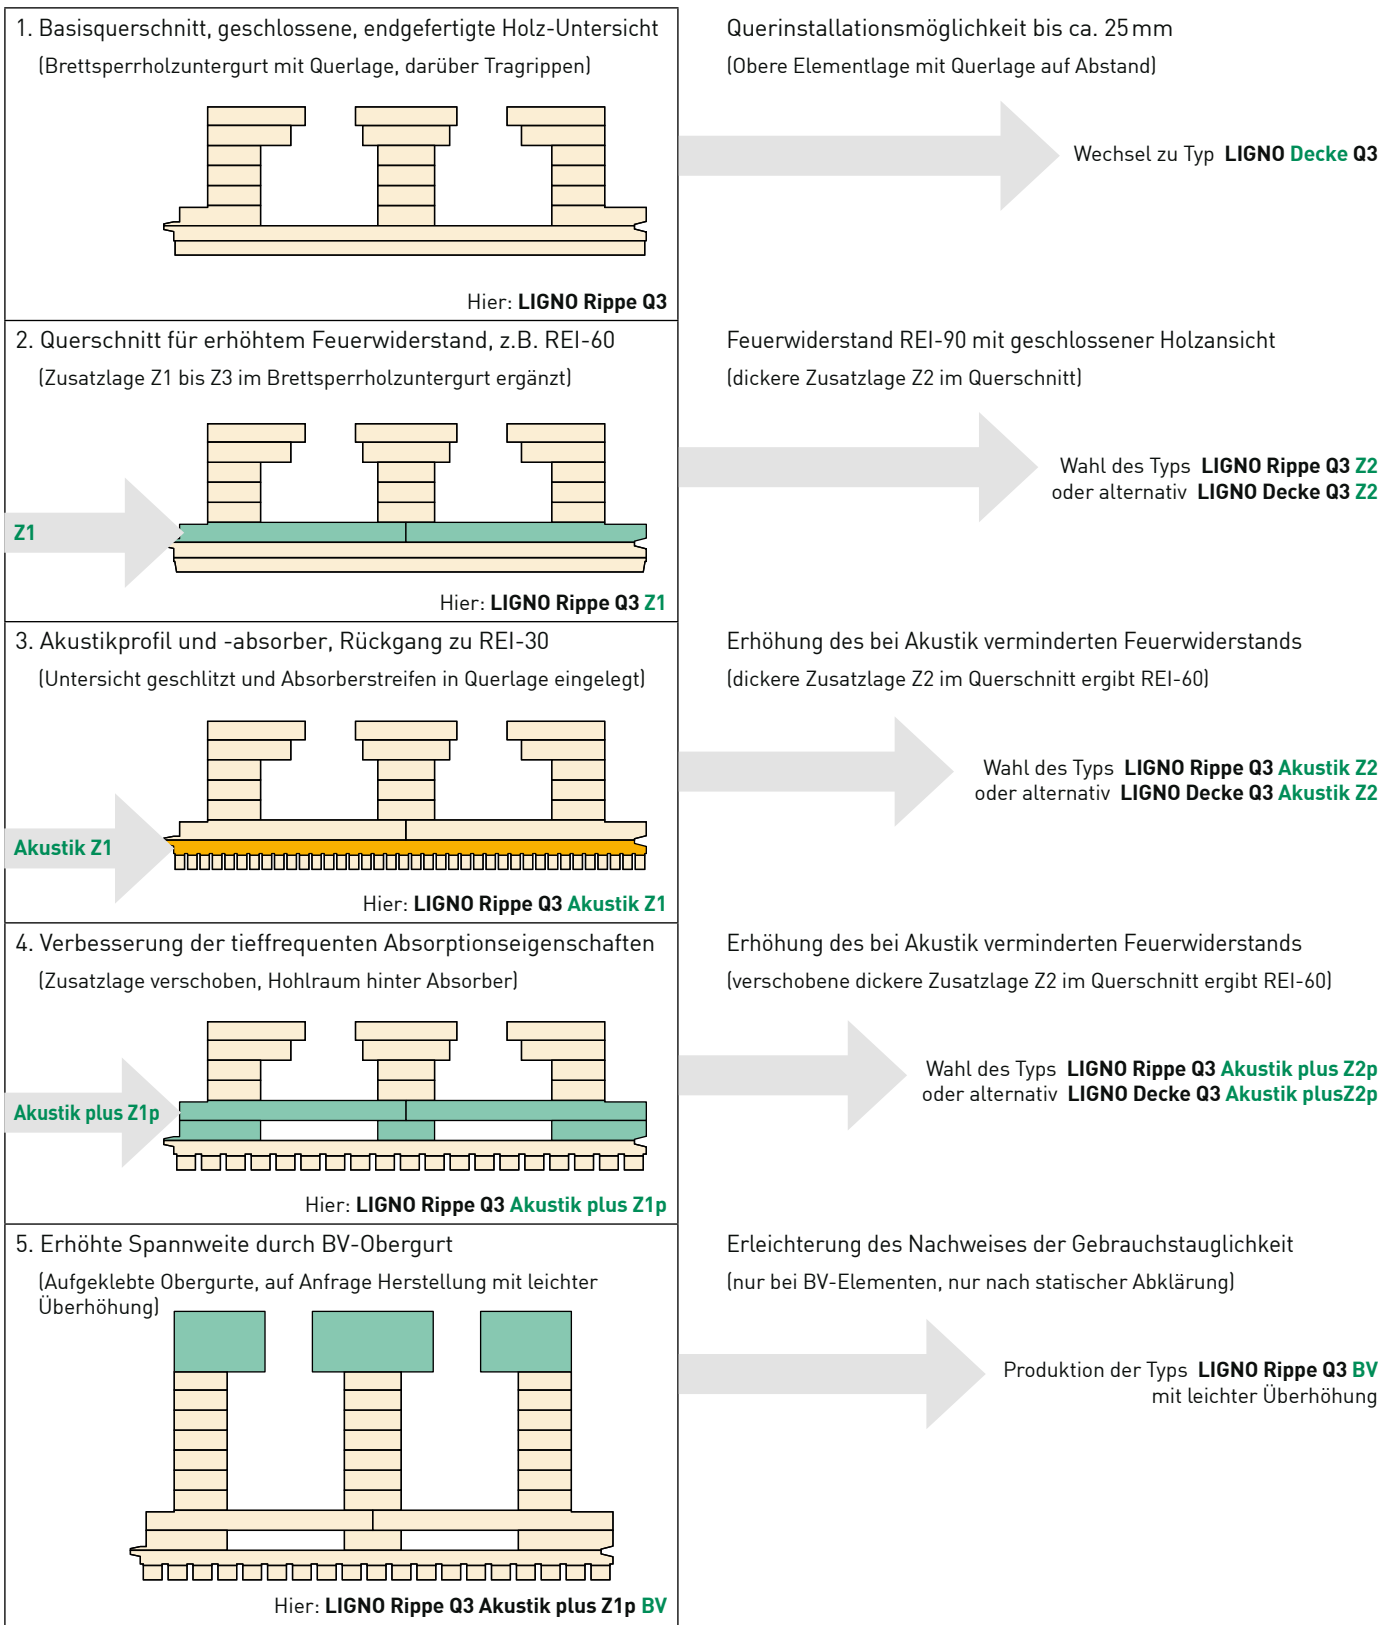 1. Basisquerschnitt, geschlossene, endgefertigte Holz-Untersicht
(Brettsperrholzuntergurt mit Querlage, darüber Tragrippen)
Hier: LIGNO Rippe Q3
Querinstallationsmöglichkeit bis ca. 25 mm
(Obere Elementlage mit Querlage auf Abstand)
Wechsel zu Typ LIGNO Decke Q3
2. Querschnitt für erhöhtem Feuerwiderstand, z.B. REI-60
(Zusatzlage Z1 bis Z3 im Brettsperrholzuntergurt ergänzt)
Z1
Hier: LIGNO Rippe Q3 Z1
Feuerwiderstand REI-90 mit geschlossener Holzansicht
(dickere Zusatzlage Z2 im Querschnitt)
Wahl des Typs LIGNO Rippe Q3 Z2
oder alternativ LIGNO Decke Q3 Z2
3. Akustikprofil und -absorber, Rückgang zu REI-30
(Untersicht geschlitzt und Absorberstreifen in Querlage eingelegt)
Akustik Z1
Hier: LIGNO Rippe Q3 Akustik Z1
Erhöhung des bei Akustik verminderten Feuerwiderstands
(dickere Zusatzlage Z2 im Querschnitt ergibt REI-60)
Wahl des Typs LIGNO Rippe Q3 Akustik Z2
oder alternativ LIGNO Decke Q3 Akustik Z2
4. Verbesserung der tieffrequenten Absorptionseigenschaften
(Zusatzlage verschoben, Hohlraum hinter Absorber)
Akustik plus Z1p
Hier: LIGNO Rippe Q3 Akustik plus Z1p
Erhöhung des bei Akustik verminderten Feuerwiderstands
(verschobene dickere Zusatzlage Z2 im Querschnitt ergibt REI-60)
Wahl des Typs LIGNO Rippe Q3 Akustik plus Z2p
oder alternativ LIGNO Decke Q3 Akustik plusZ2p
5. Erhöhte Spannweite durch BV-Obergurt
(Aufgeklebte Obergurte, auf Anfrage Herstellung mit leichter
Überhöhung)
Hier: LIGNO Rippe Q3 Akustik plus Z1p BV
Erleichterung des Nachweises der Gebrauchstauglichkeit
(nur bei BV-Elementen, nur nach statischer Abklärung)
Produktion der Typs LIGNO Rippe Q3 BV
mit leichter Überhöhung